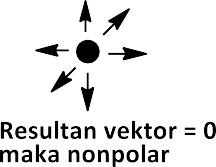 Resultan vektor = 0
maka nonpolar